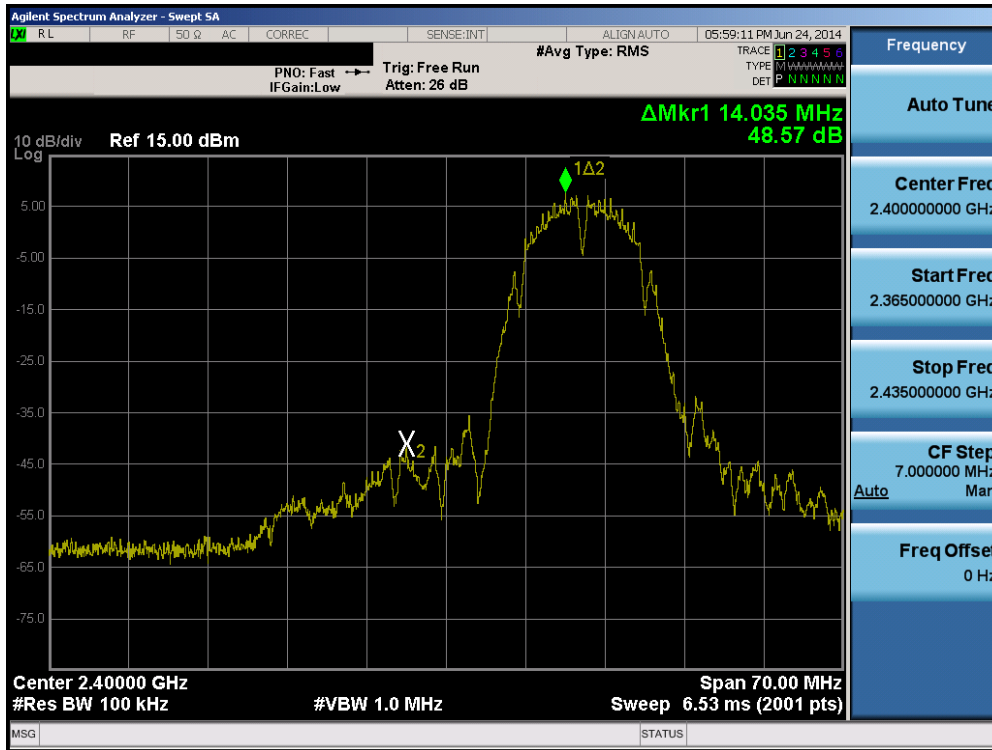 Agilent Spectrum Analyzer - Swept SA
LXI RL RF 50 Ω AC CORREC SENSE:INT ALIGN AUTO 05:59:11 PM Jun 24, 2014
#Avg Type: RMS
TRACE 1 2 3 4 5 6
TYPE M W W W W W
DET P N N N N N
PNO: Fast
IFGain:Low
Trig: Free Run
Atten: 26 dB
ΔMkr1 14.035 MHz
48.57 dB
10 dB/div Ref 15.00 dBm
Log
1Δ2
5.00
-5.00
-15.0
-25.0
-35.0
X2
-45.0
-55.0
-65.0
-75.0
Center 2.40000 GHz Span 70.00 MHz
#Res BW 100 kHz #VBW 1.0 MHz Sweep 6.53 ms (2001 pts)
MSG STATUS
Frequency
Auto Tune
Center Freq
2.400000000 GHz
Start Freq
2.365000000 GHz
Stop Freq
2.435000000 GHz
CF Step
7.000000 MHz
Auto Man
Freq Offset
0 Hz